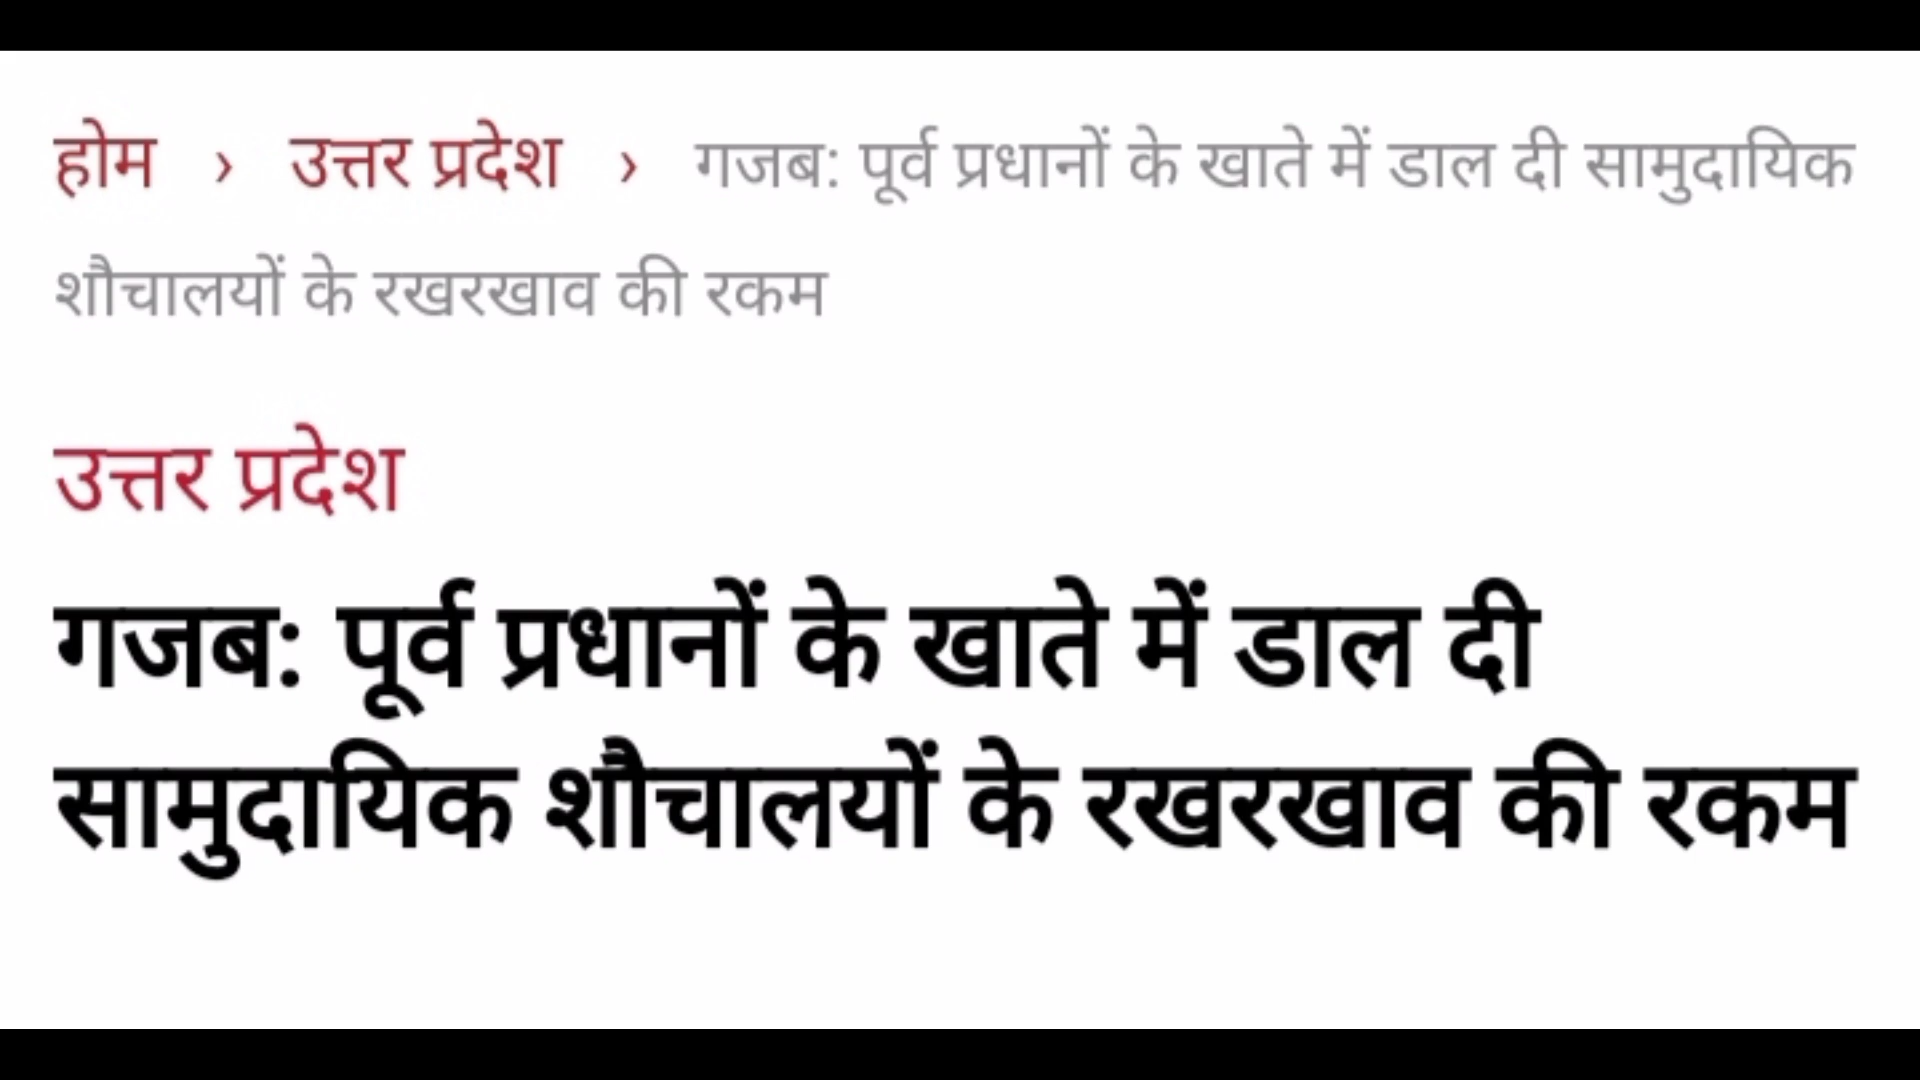 होम › उत्तर प्रदेश › गजब: पूर्व प्रधानों के खाते में डाल दी सामुदायिक
शौचालयों के रखरखाव की रकम
उत्तर प्रदेश
गजब: पूर्व प्रधानों के खाते में डाल दी
सामुदायिक शौचालयों के रखरखाव की रकम